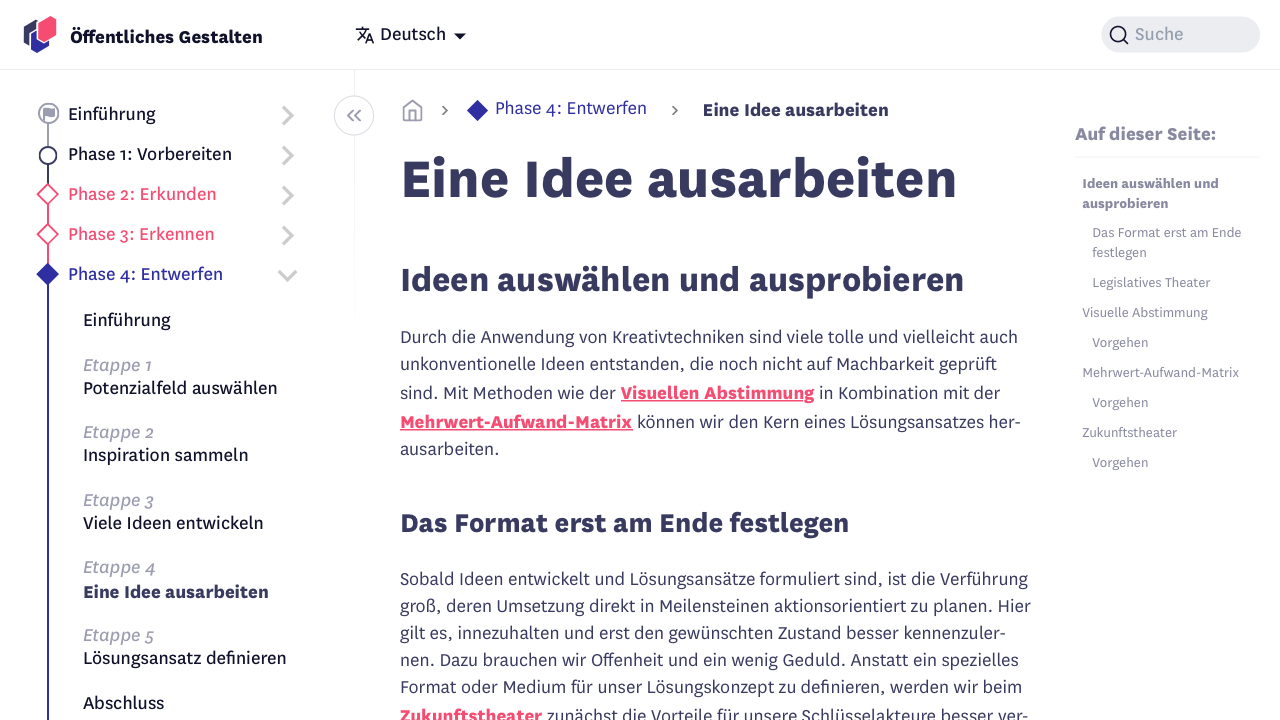 Öffentliches Gestalten
Deutsch
Suche
Einführung
Phase 1: Vorbereiten
Phase 2: Erkunden
Phase 3: Erkennen
Phase 4: Entwerfen
Einführung
Etappe 1
Potenzialfeld auswählen
Etappe 2
Inspiration sammeln
Etappe 3
Viele Ideen entwickeln
Etappe 4
Eine Idee ausarbeiten
Etappe 5
Lösungsansatz definieren
Abschluss
Phase 4: Entwerfen
Eine Idee ausarbeiten
Eine Idee ausarbeiten
Ideen auswählen und ausprobieren
Durch die Anwendung von Kreativtechniken sind viele tolle und vielleicht auch
unkonventionelle Ideen entstanden, die noch nicht auf Machbarkeit geprüft
sind. Mit Methoden wie der Visuellen Abstimmung in Kombination mit der
Mehrwert-Aufwand-Matrix können wir den Kern eines Lösungsansatzes her-
ausarbeiten.
Das Format erst am Ende festlegen
Sobald Ideen entwickelt und Lösungsansätze formuliert sind, ist die Verführung
groß, deren Umsetzung direkt in Meilensteinen aktionsorientiert zu planen. Hier
gilt es, innezuhalten und erst den gewünschten Zustand besser kennenzuler-
nen. Dazu brauchen wir Offenheit und ein wenig Geduld. Anstatt ein spezielles
Format oder Medium für unser Lösungskonzept zu definieren, werden wir beim
Zukunftstheater zunächst die Vorteile für unsere Schlüsselakteure besser ver-
Auf dieser Seite:
Ideen auswählen und
ausprobieren
Das Format erst am Ende
festlegen
Legislatives Theater
Visuelle Abstimmung
Vorgehen
Mehrwert-Aufwand-Matrix
Vorgehen
Zukunftstheater
Vorgehen